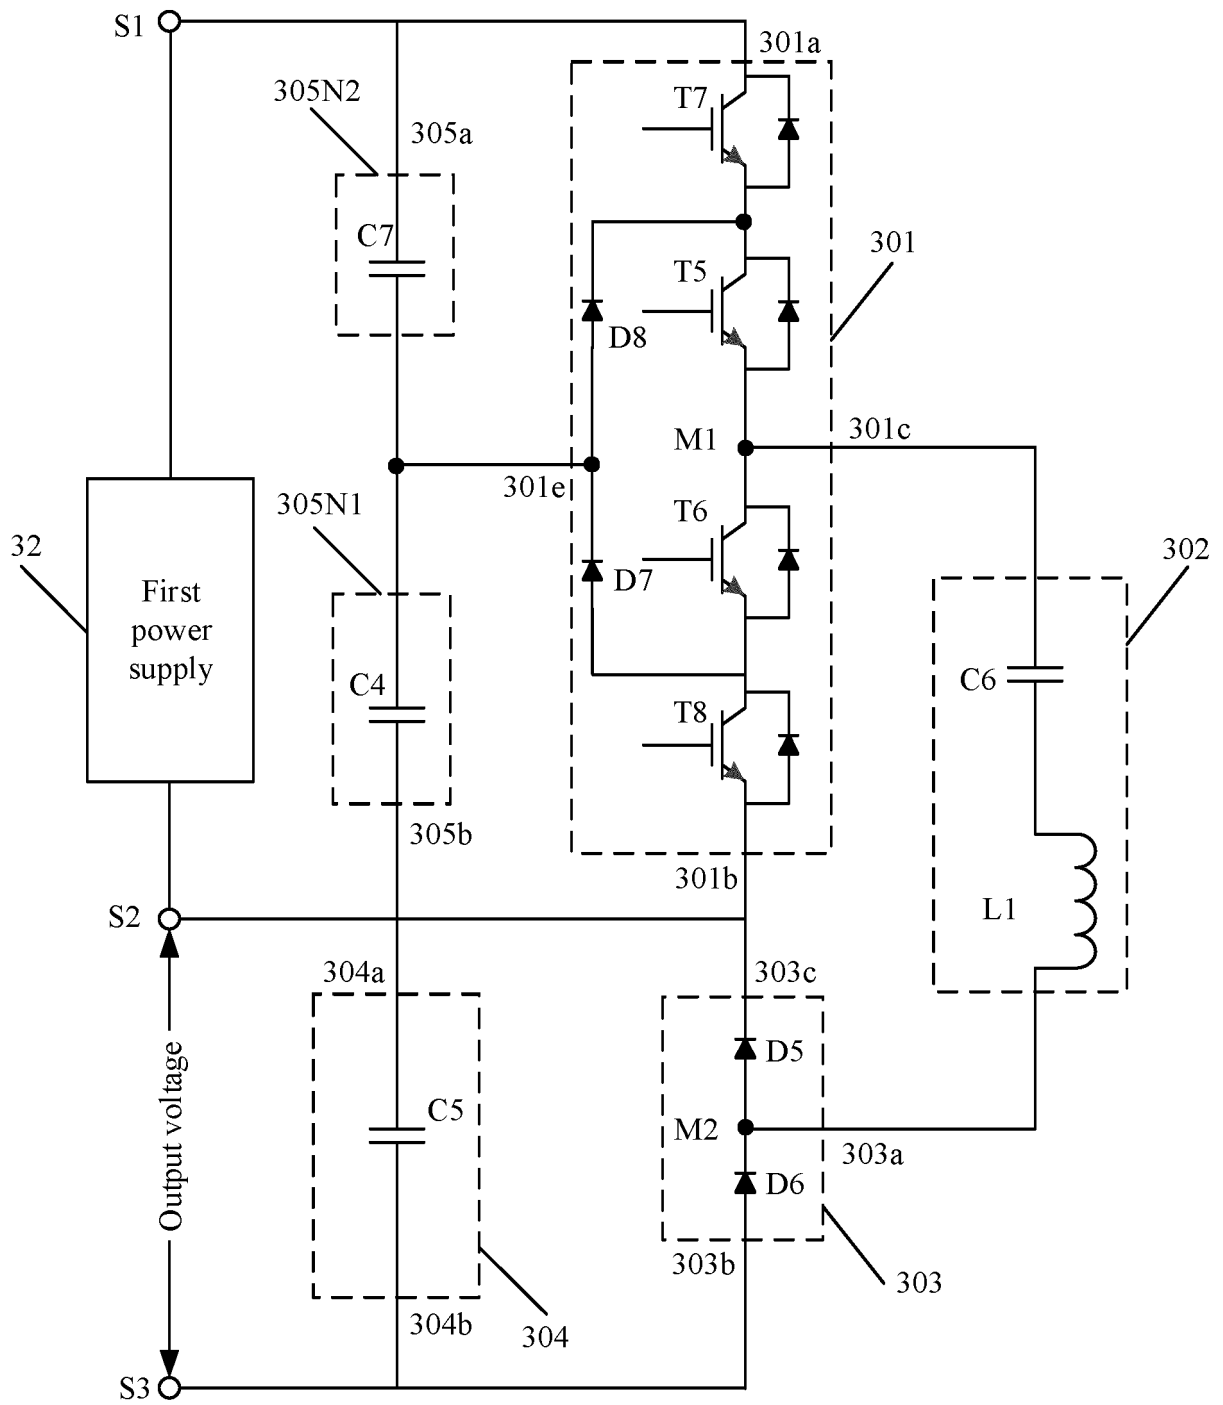 S1
301a
305N2
T7
305a
C7
301
T5
D8
M1
301c
301e
305N1
T6
32
302
First
power
supply
D7
C4
C6
T8
305b
301b
S2
L1
304a
303c
D5
Output voltage
C5
M2
303a
D6
303b
303
304b
304
S3